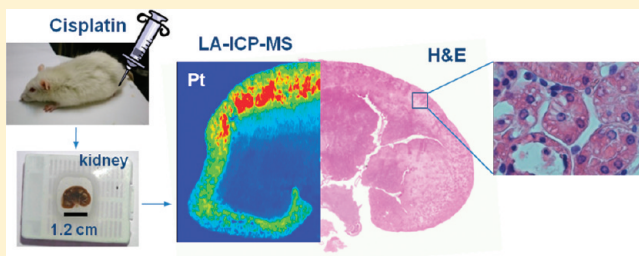 Cisplatin
LA-ICP-MS
H&E
Pt
kidney
1.2 cm